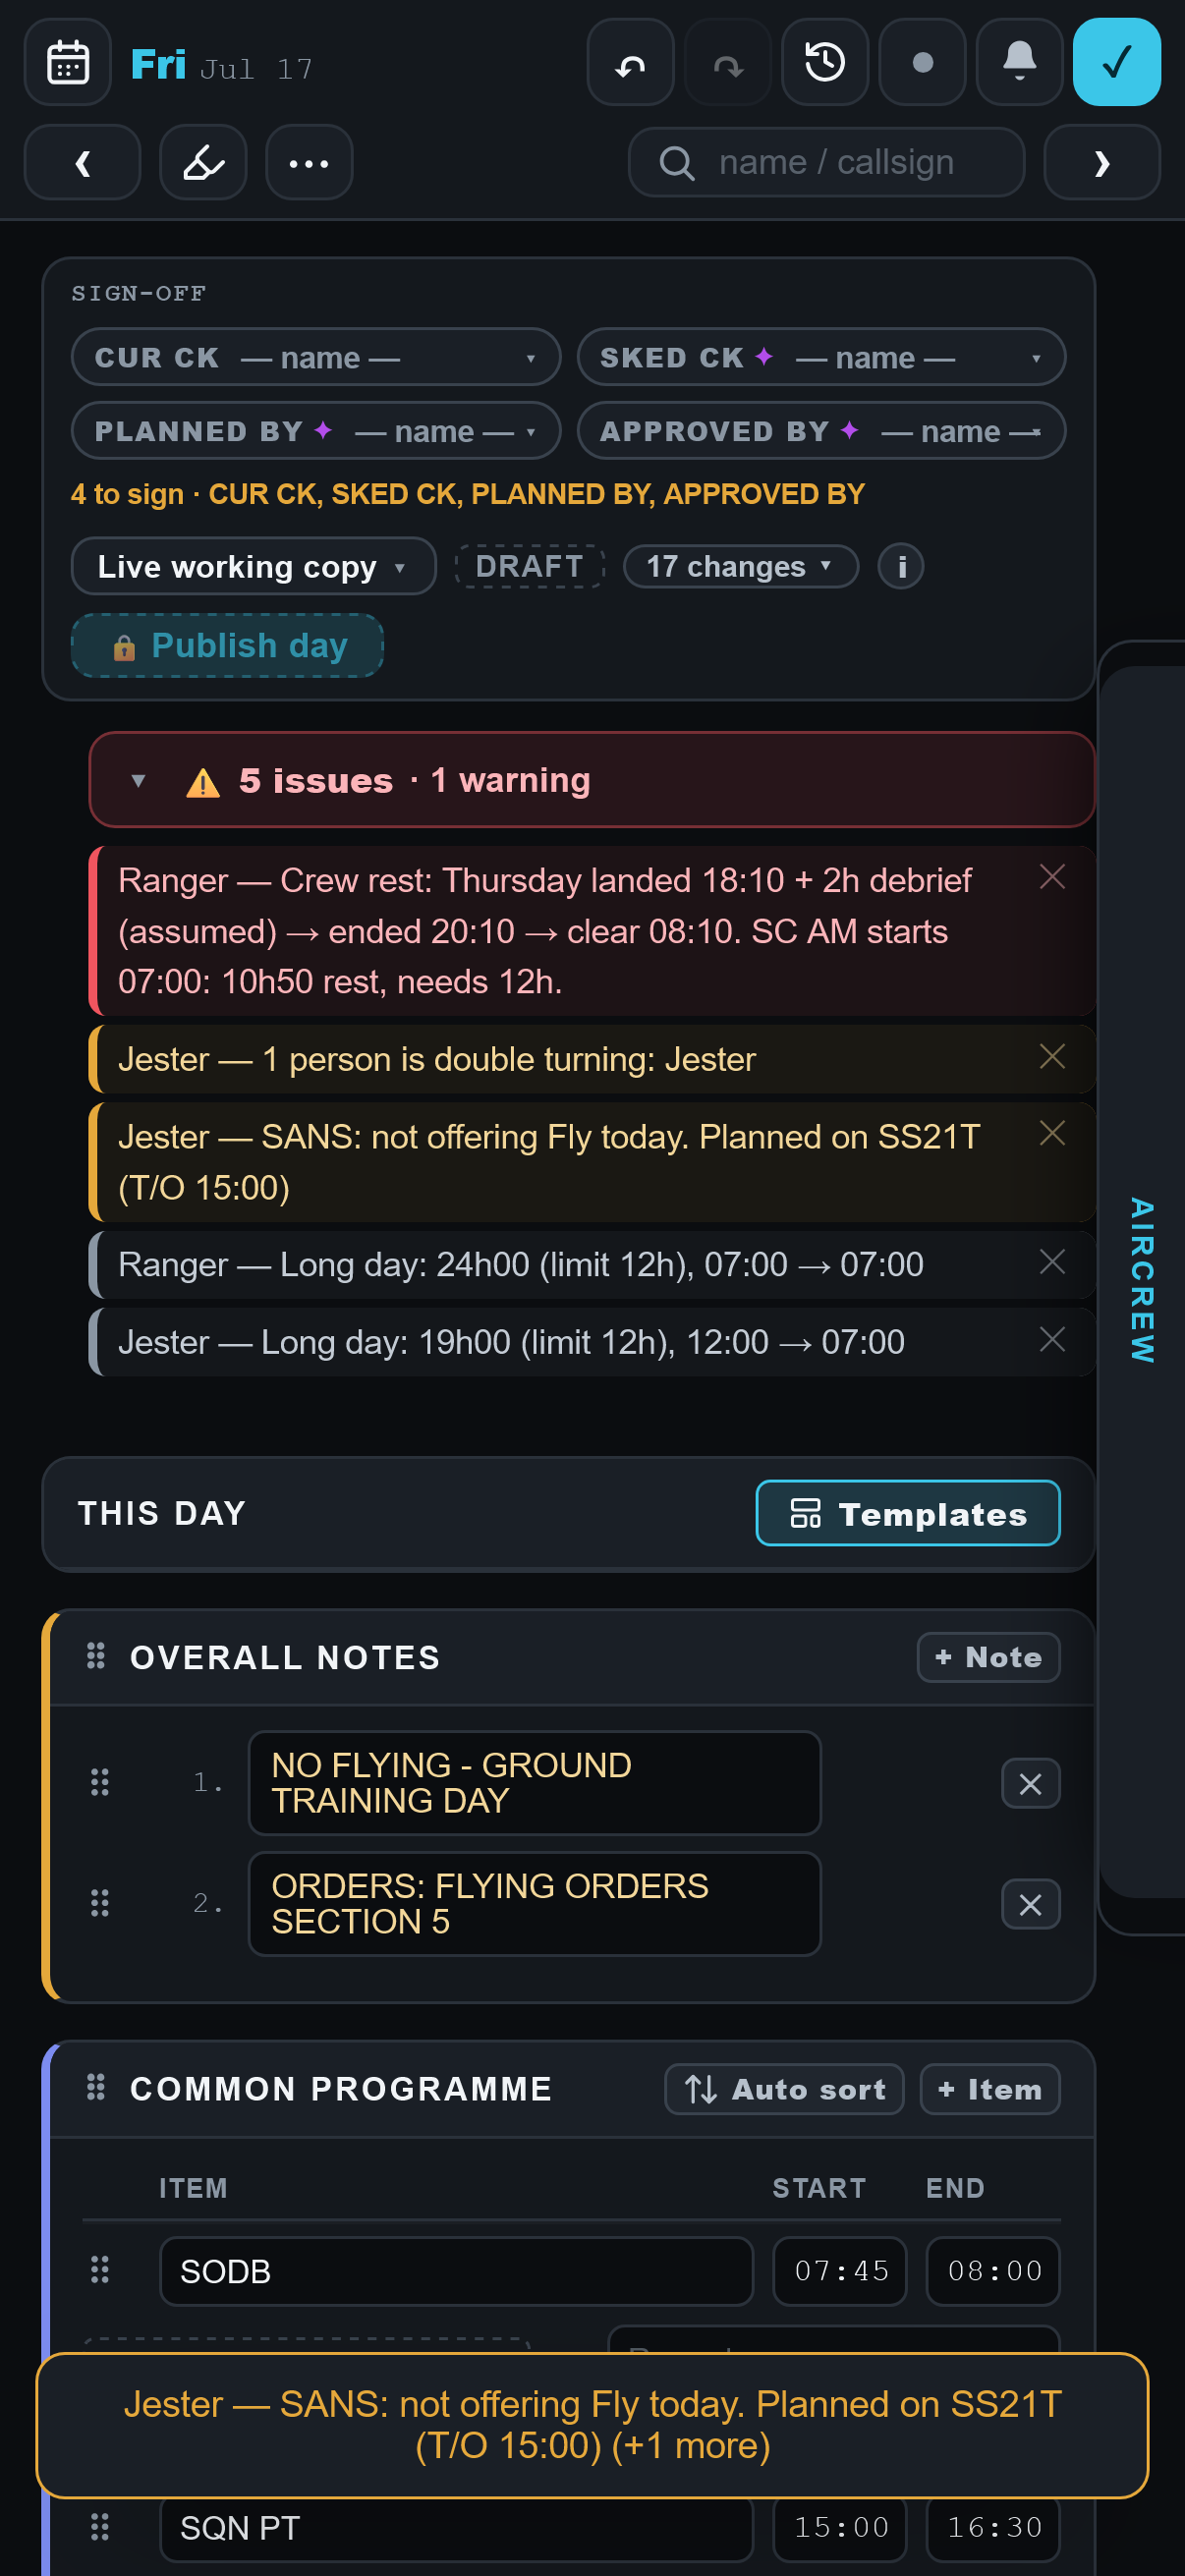 Fri Jul 17
name / callsign
SIGN-OFF
CUR CK — name —
SKED CK — name —
PLANNED BY — name —
APPROVED BY — name —
4 to sign · CUR CK, SKED CK, PLANNED BY, APPROVED BY
Live working copy
DRAFT
17 changes
i
Publish day
5 issues · 1 warning
Ranger — Crew rest: Thursday landed 18:10 + 2h debrief
(assumed) → ended 20:10 → clear 08:10. SC AM starts
07:00: 10h50 rest, needs 12h.
Jester — 1 person is double turning: Jester
Jester — SANS: not offering Fly today. Planned on SS21T
(T/O 15:00)
Ranger — Long day: 24h00 (limit 12h), 07:00 → 07:00
Jester — Long day: 19h00 (limit 12h), 12:00 → 07:00
AIRCREW
THIS DAY
Templates
OVERALL NOTES
+ Note
1. NO FLYING - GROUND
TRAINING DAY
2. ORDERS: FLYING ORDERS
SECTION 5
COMMON PROGRAMME
Auto sort
+ Item
ITEM START END
SODB 07:45 08:00
Jester — SANS: not offering Fly today. Planned on SS21T
(T/O 15:00) (+1 more)
SQN PT 15:00 16:30